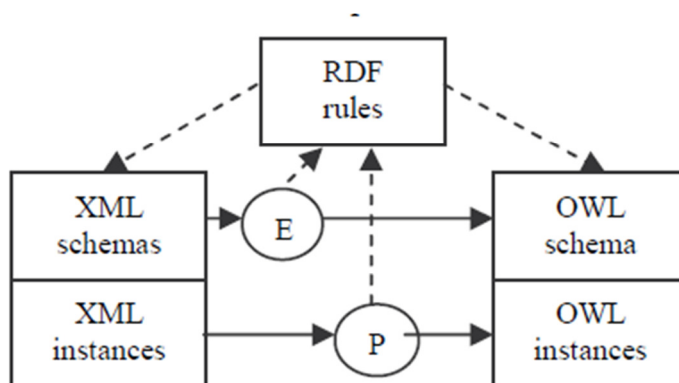 RDF
rules
XML
schemas
E
OWL
schema
XML
instances
P
OWL
instances